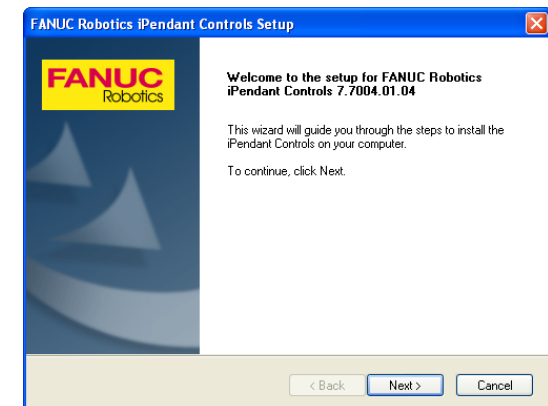 FANUC Robotics iPendant Controls Setup
FANUC
Robotics
Welcome to the setup for FANUC Robotics
iPendant Controls 7.7004.01.04
This wizard will guide you through the steps to install the
iPendant Controls on your computer.
To continue, click Next.
< Back
Next >
Cancel